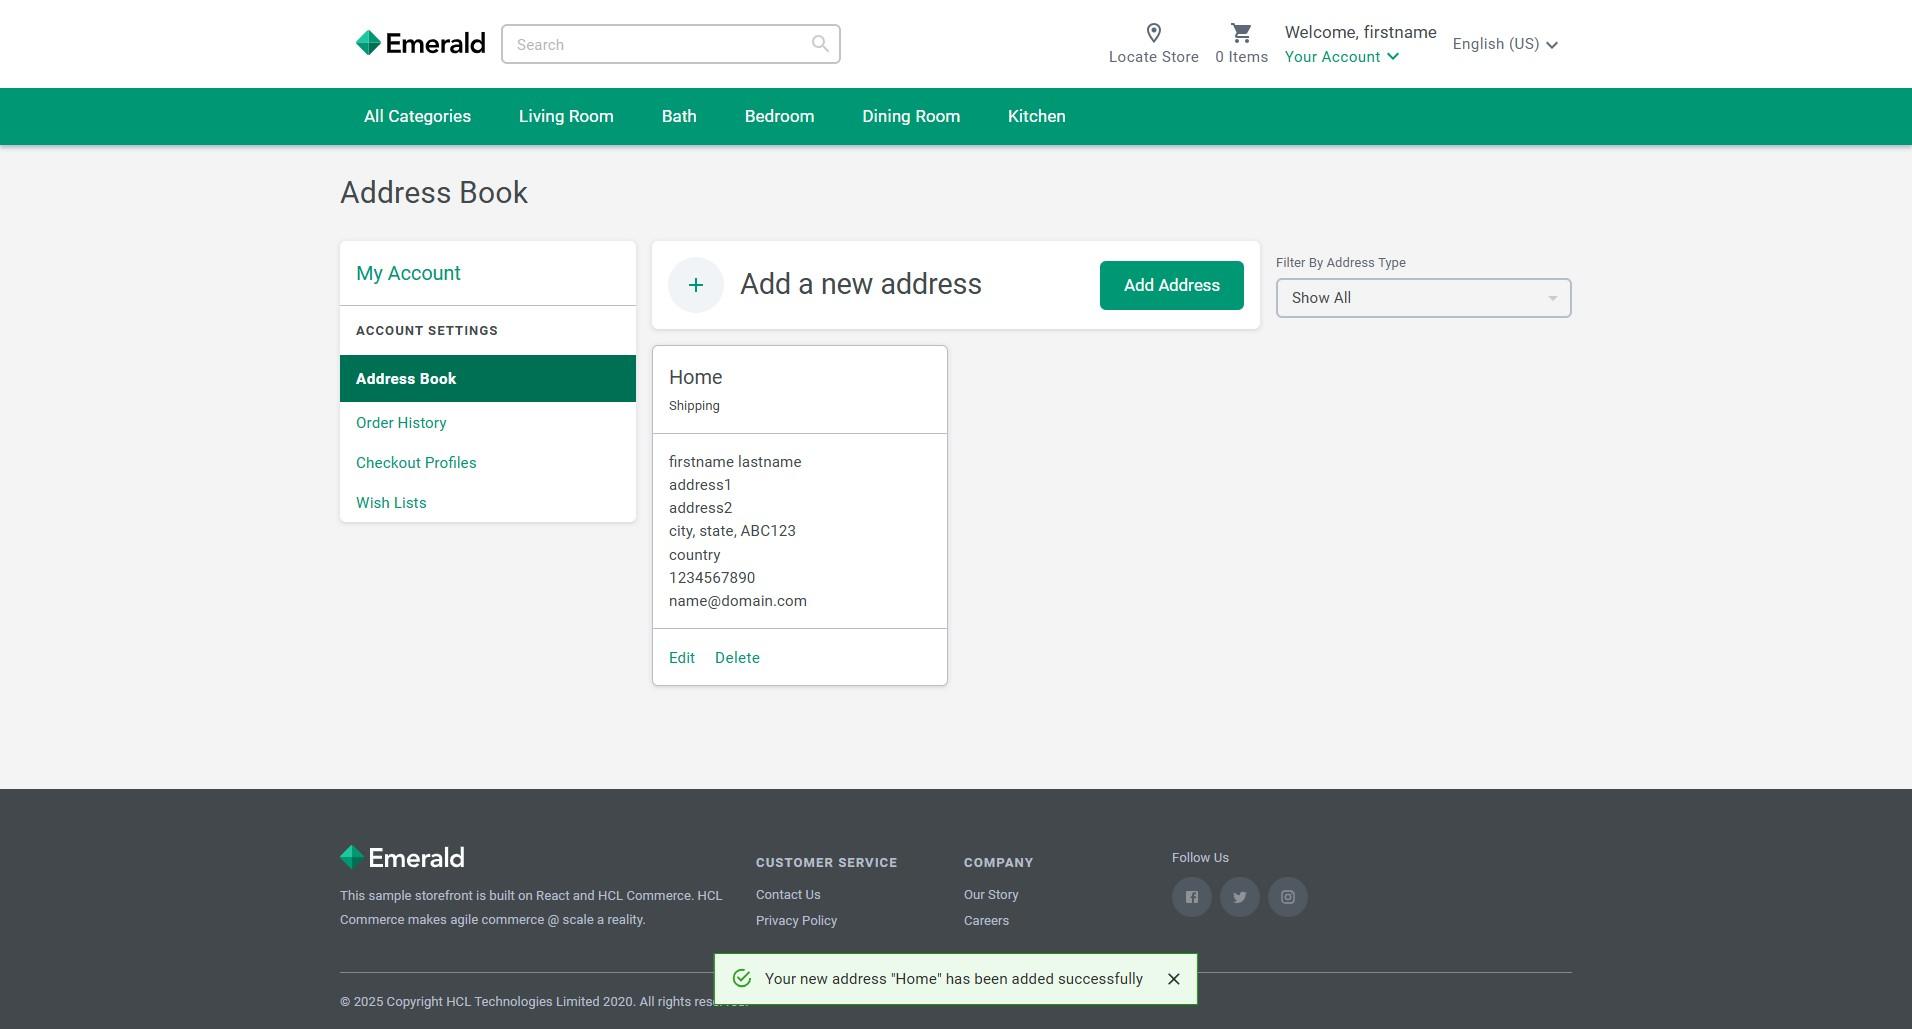 Emerald
Search
Locate Store
0 Items
Welcome, firstname
Your Account
English (US)
All Categories
Living Room
Bath
Bedroom
Dining Room
Kitchen
Address Book
My Account
ACCOUNT SETTINGS
Address Book
Order History
Checkout Profiles
Wish Lists
Add a new address
Add Address
Filter By Address Type
Show All
Home
Shipping
firstname lastname
address1
address2
city, state, ABC123
country
1234567890
name@domain.com
Edit
Delete
Emerald
This sample storefront is built on React and HCL Commerce. HCL
Commerce makes agile commerce @ scale a reality.
CUSTOMER SERVICE
Contact Us
Privacy Policy
COMPANY
Our Story
Careers
Follow Us
Your new address "Home" has been added successfully
© 2025 Copyright HCL Technologies Limited 2020. All rights